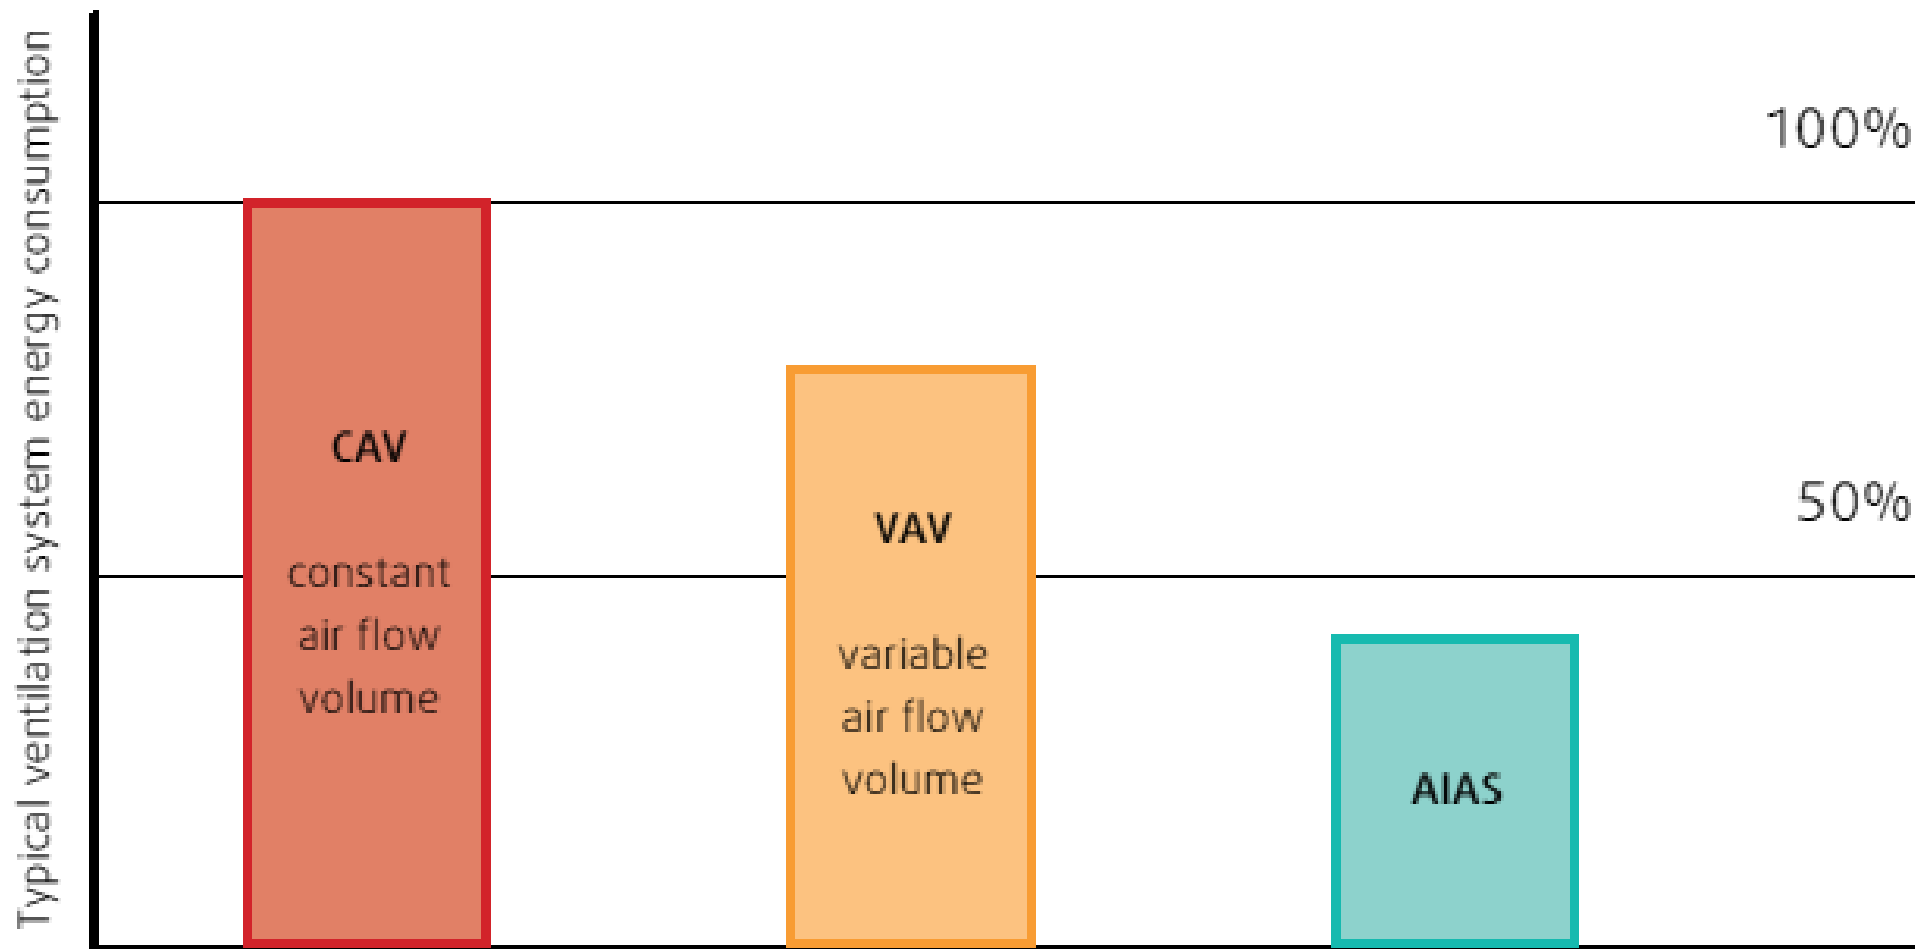 Typical ventilation system energy consumption
100%
50%
CAV
constant
air flow
volume
VAV
variable
air flow
volume
AIAS